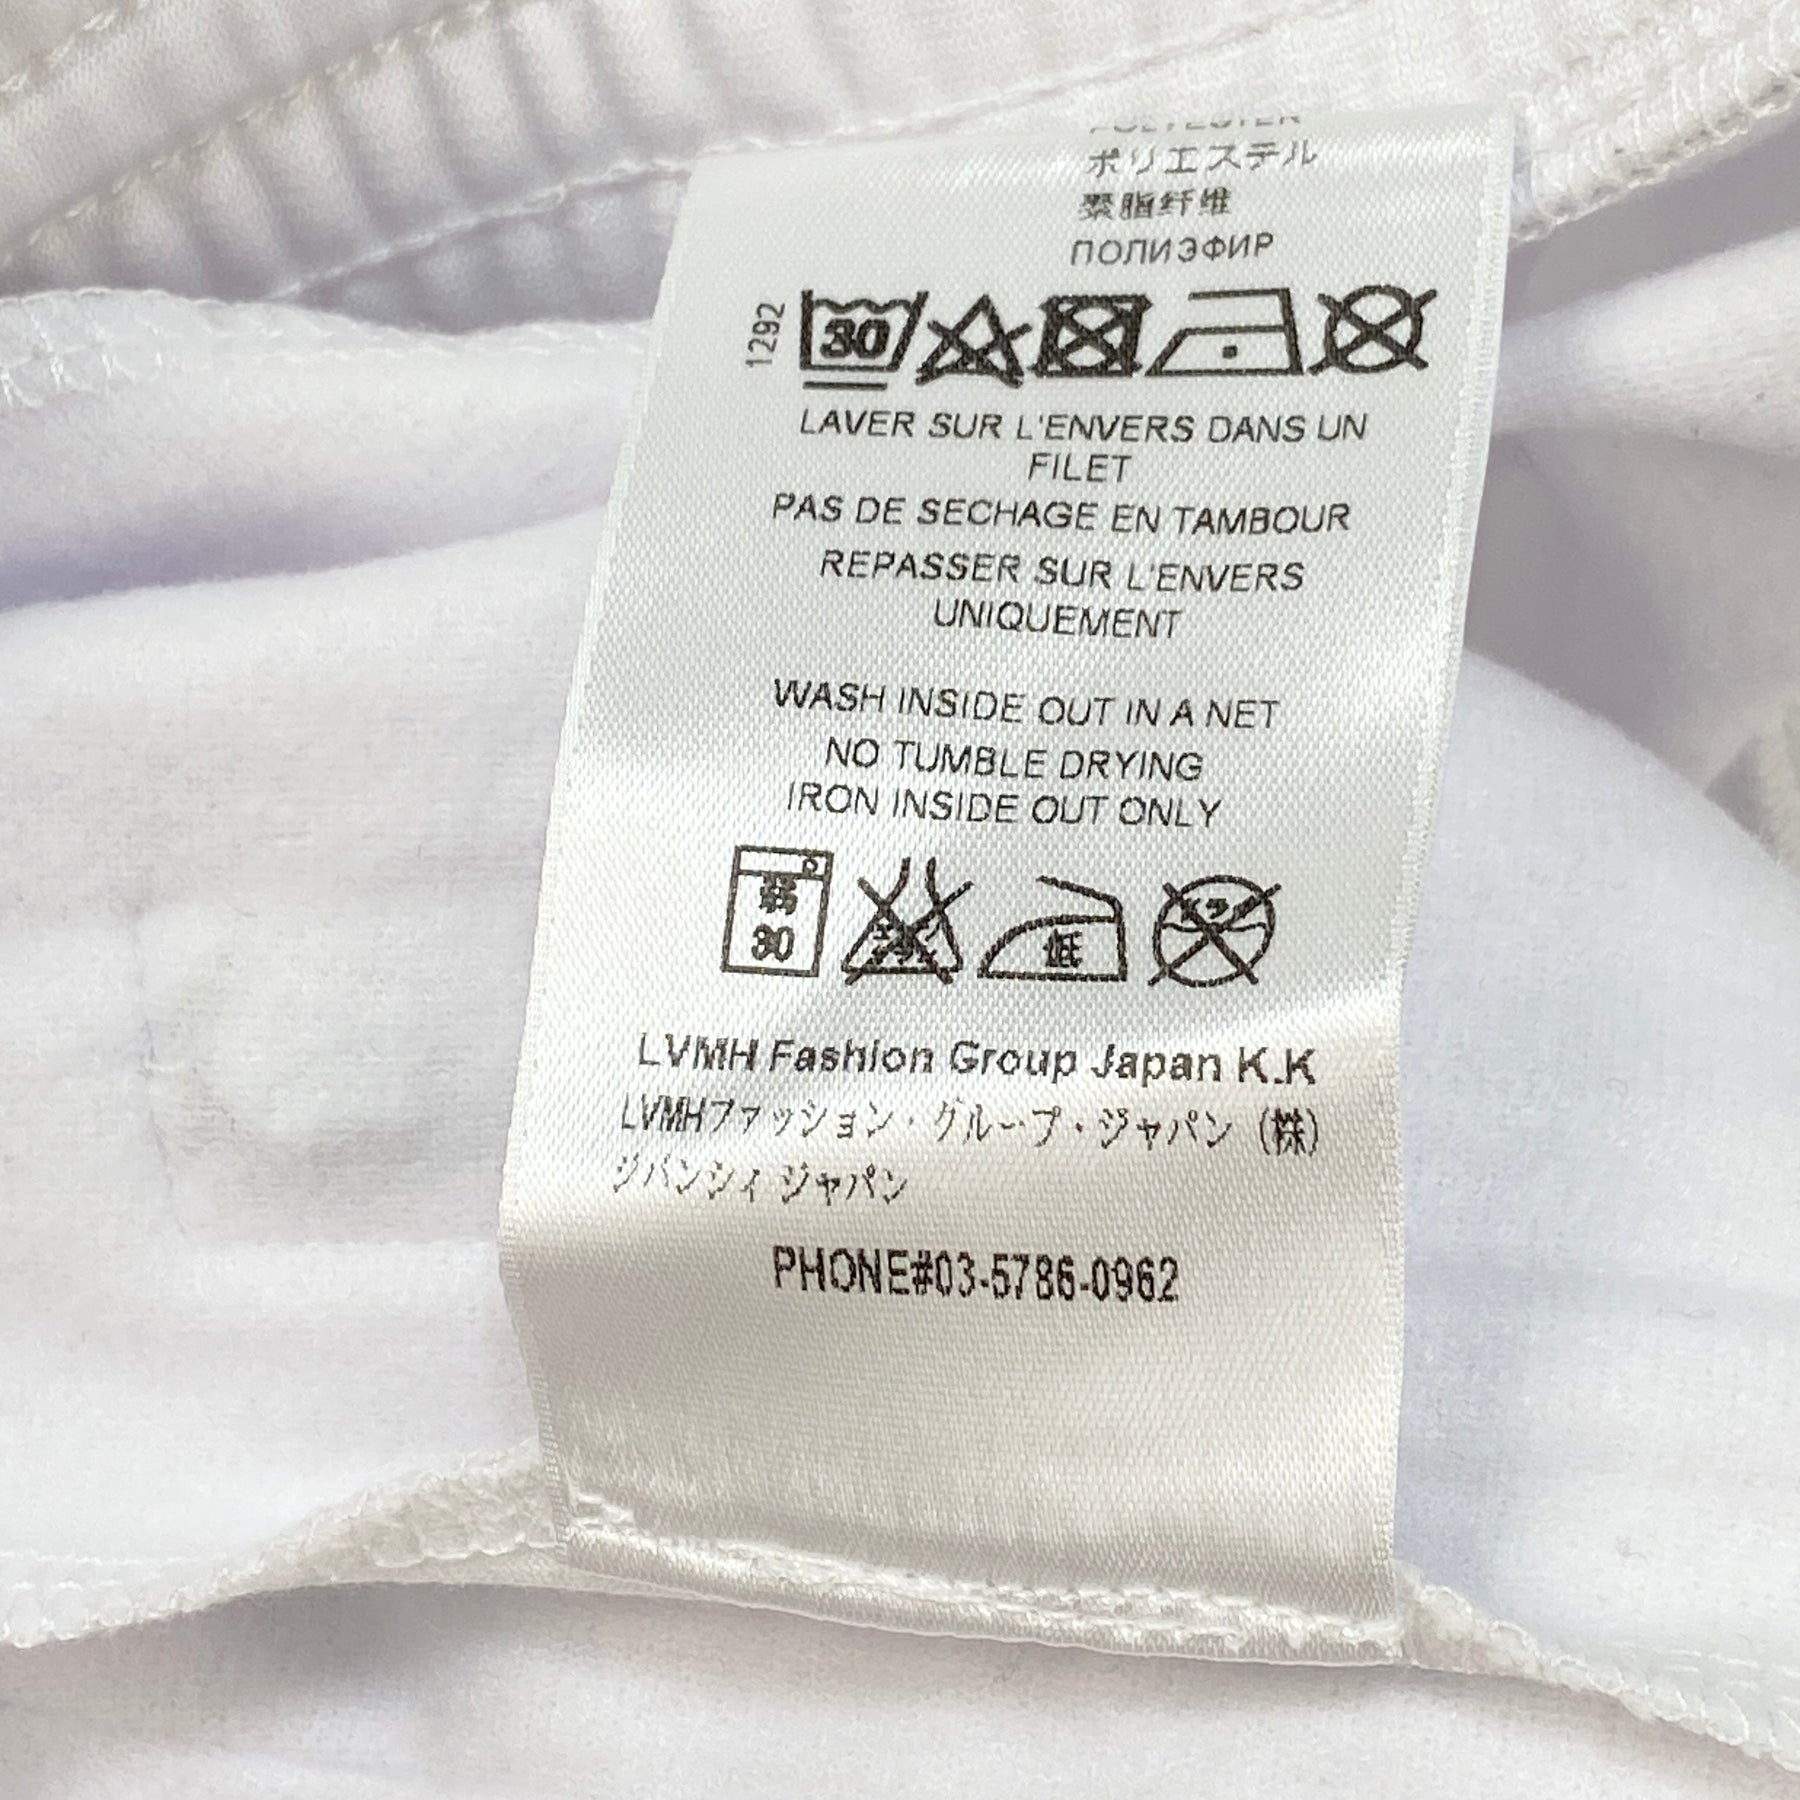 POLYESTER
ポリエステル
聚脂纤维
ПОЛИЭФИР
1292
30
LAVER SUR L'ENVERS DANS UN
FILET
PAS DE SECHAGE EN TAMBOUR
REPASSER SUR L'ENVERS
UNIQUEMENT
WASH INSIDE OUT IN A NET
NO TUMBLE DRYING
IRON INSIDE OUT ONLY
弱 30 低 ドライ
LVMH Fashion Group Japan K.K
LVMHファッション・グループ・ジャパン (株)
ジバンシィ ジャパン
PHONE#03-5786-0962